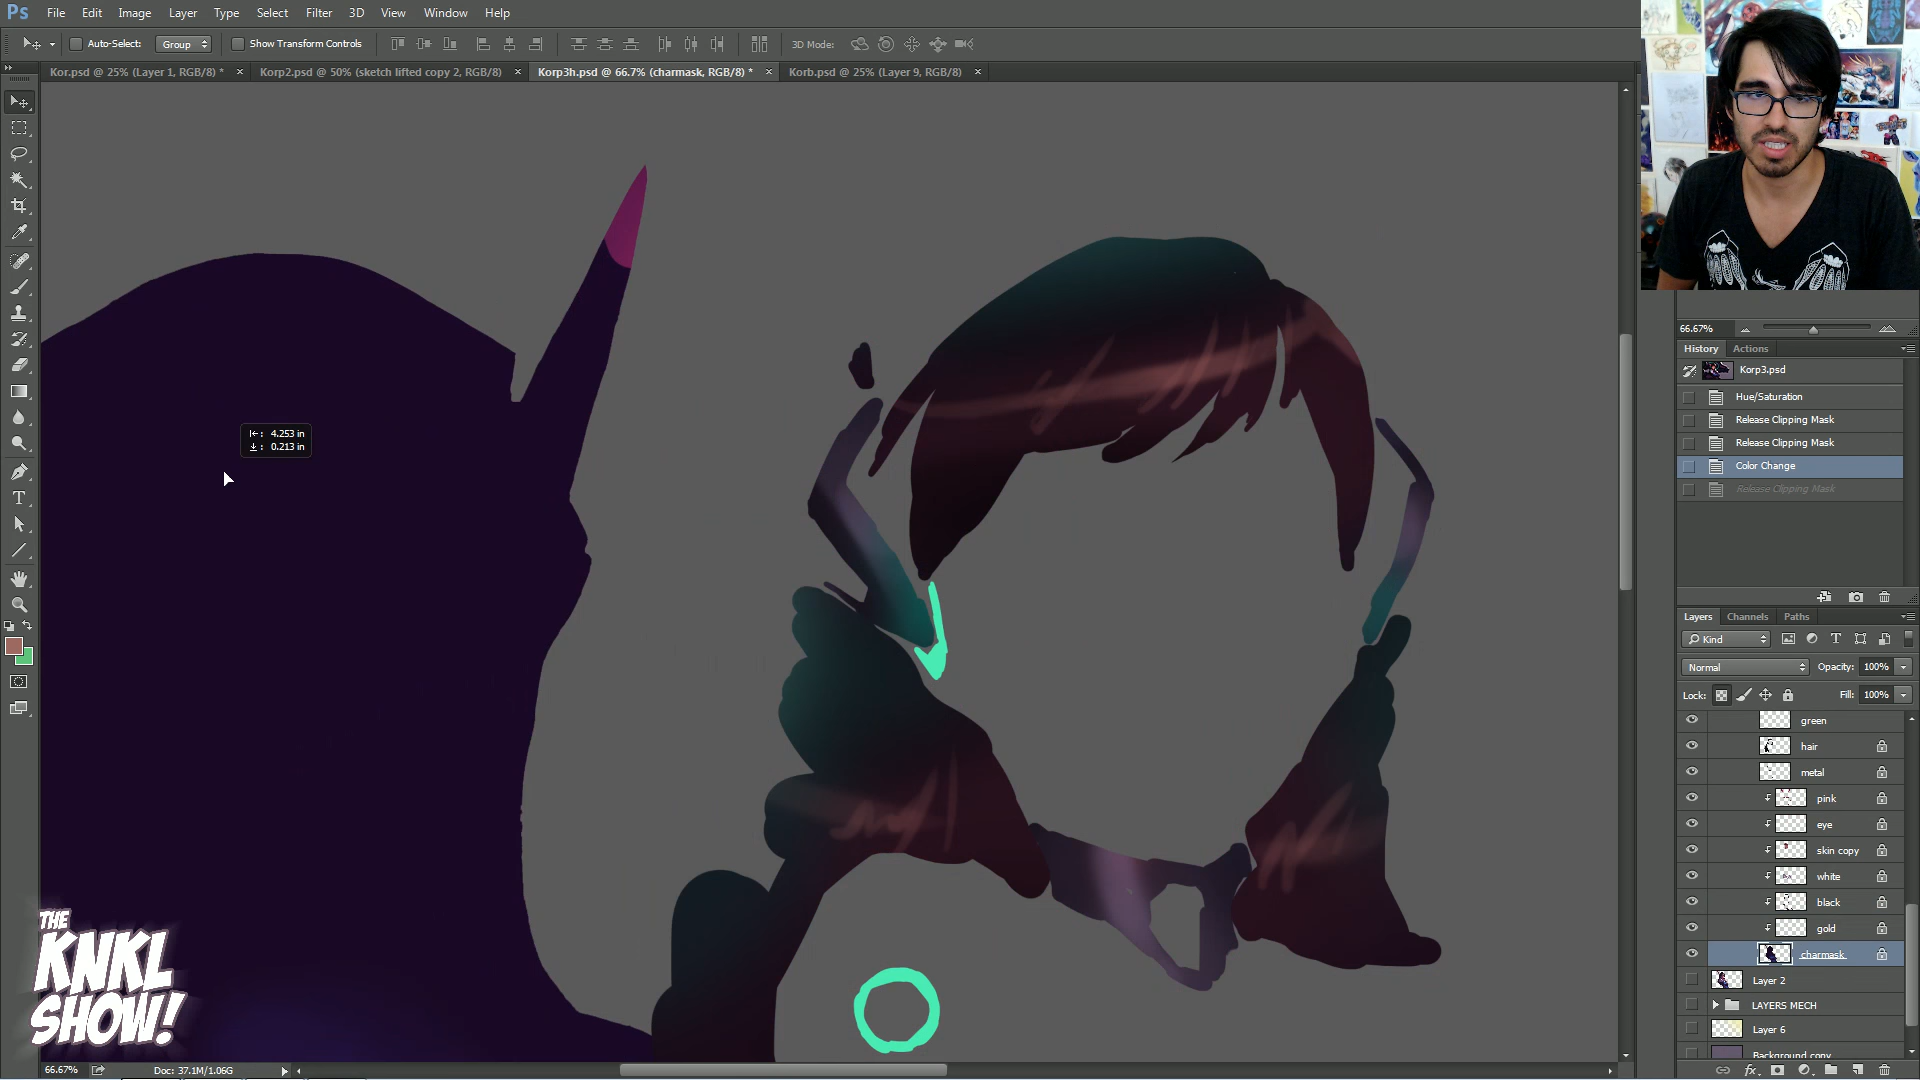 Ps File Edit Image Layer Type Select Filter 3D View Window Help
Auto-Select: Group Show Transform Controls 3D Mode:
Kor.psd @ 25% (Layer 1, RGB/8) * × Korp2.psd @ 50% (sketch lifted copy 2, RGB/8) × Korp3h.psd @ 66.7% (charmask, RGB/8) * × Korb.psd @ 25% (Layer 9, RGB/8) ×
66.67%
History Actions
Korp3.psd
Hue/Saturation
Release Clipping Mask
Release Clipping Mask
Color Change
Release Clipping Mask
4.253 in
0.213 in
Layers Channels Paths
Kind
Normal Opacity: 100%
Lock: Fill: 100%
green
hair
metal
pink
eye
skin copy
white
black
gold
charmask
Layer 2
LAYERS MECH
Layer 6
Background copy
THE
KNKL
SHOW!
66.67% Doc: 37.1M/1.06G